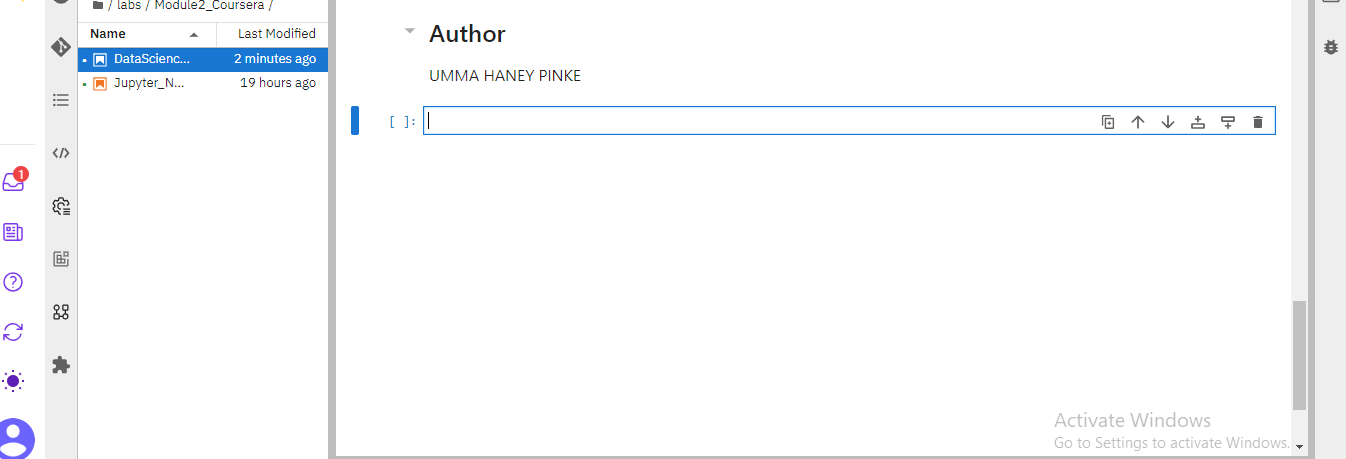 / labs / Module2_Coursera /
Name Last Modified
DataScienc... 2 minutes ago
Jupyter_N... 19 hours ago
1
Author
UMMA HANEY PINKE
[ ]:
Activate Windows
Go to Settings to activate Windows.